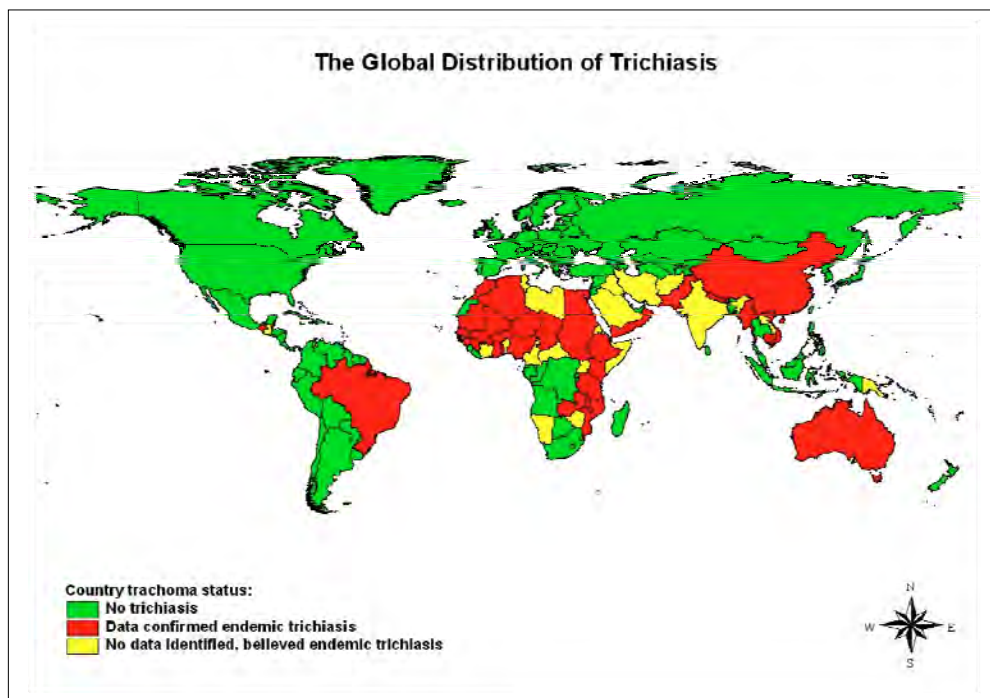 The Global Distribution of Trichiasis
Country trachoma status:
No trichiasis
Data confirmed endemic trichiasis
No data identified, believed endemic trichiasis
N
W E
S